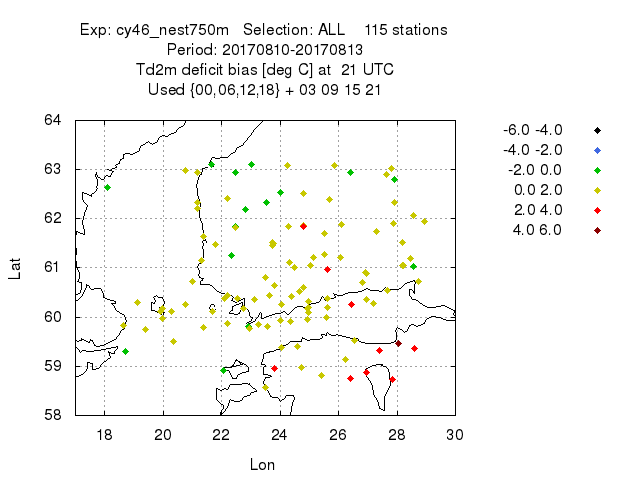 Exp: cy46_nest750m Selection: ALL 115 stations
Period: 20170810-20170813
Td2m deficit bias [deg C] at 21 UTC
Used {00,06,12,18} + 03 09 15 21
64
63
62
61
60
59
58
Lat
18 20 22 24 26 28 30
Lon
-6.0 -4.0
-4.0 -2.0
-2.0 0.0
0.0 2.0
2.0 4.0
4.0 6.0